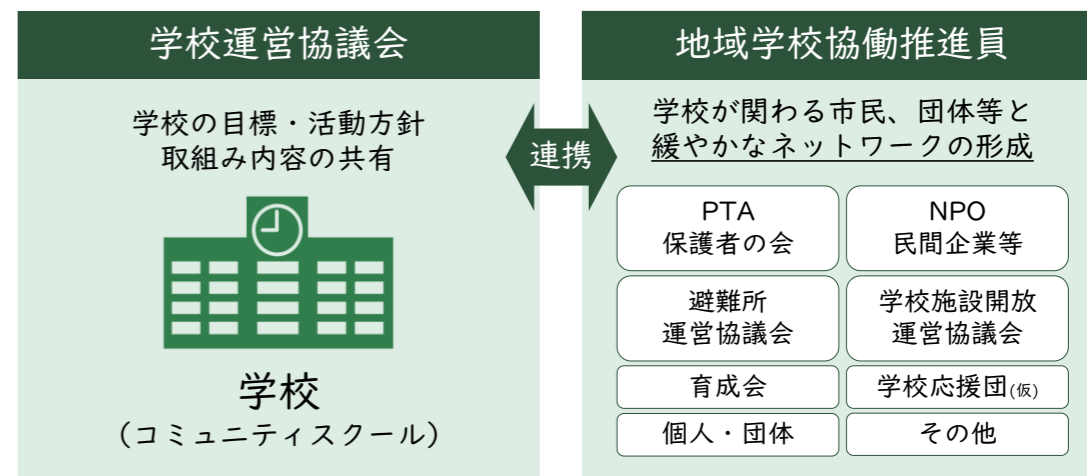 学校運営協議会
学校の目標・活動方針
取組み内容の共有
学校
(コミュニティスクール)
連携
地域学校協働推進員
学校が関わる市民、団体等と
緩やかなネットワークの形成
PTA
保護者の会
NPO
民間企業等
避難所
運営協議会
学校施設開放
運営協議会
育成会
学校応援団(仮)
個人・団体
その他